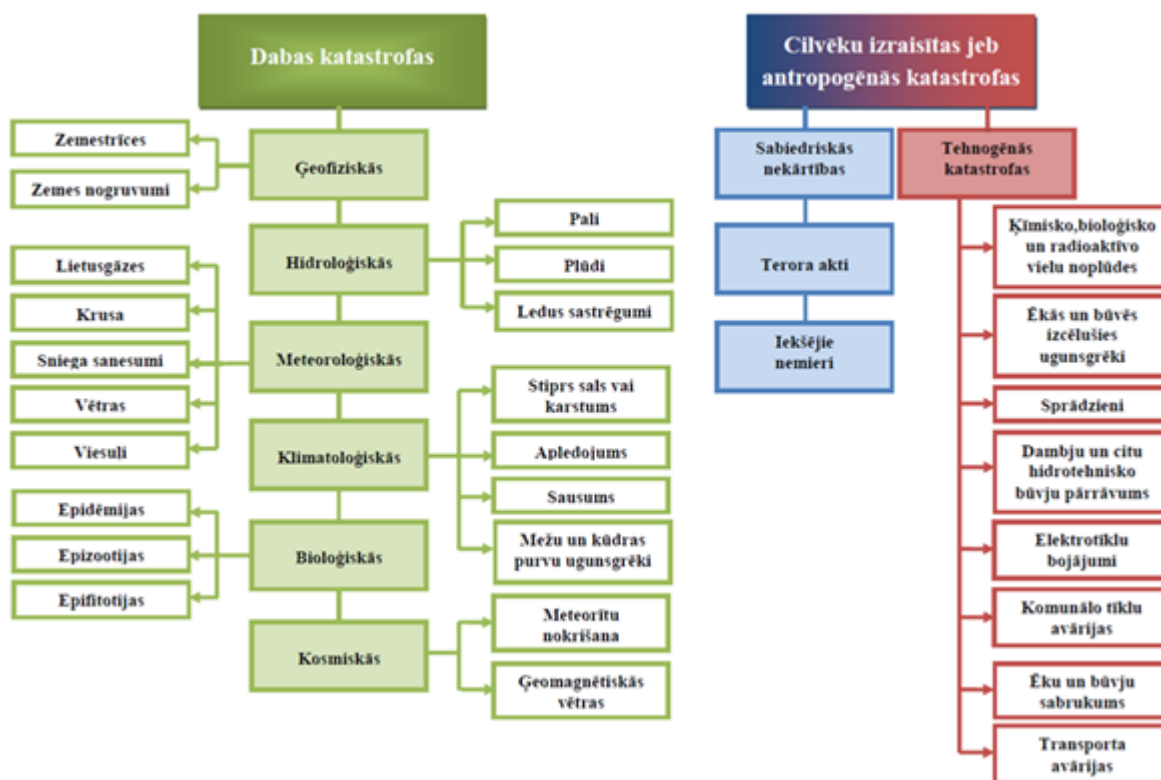 Dabas katastrofas
Cilvēku izraisītas jeb
antropogēnās katastrofas
Zemestrīces
Zemes nogruvumi
Ģeofiziskās
Hidroloģiskās
Pali
Plūdi
Ledus sastrēgumi
Lietusgāzes
Krusa
Sniega sanesumi
Vētras
Viesuļi
Meteoroloģiskās
Klimatoloģiskās
Stiprs sals vai
karstums
Apledojums
Sausums
Mežu un kūdras
purvu ugunsgrēki
Epidēmijas
Epizootijas
Epifitotijas
Bioloģiskās
Kosmiskās
Meteorītu
nokrišana
Ģeomagnētiskās
vētras
Sabiedriskās
nekārtības
Terora akti
Iekšējie
nemieri
Tehnogēnās
katastrofas
Ķīmisko,bioloģisko
un radioaktīvo
vielu noplūdes
Ēkās un būvēs
izcēlušies
ugunsgrēki
Sprādzieni
Dambju un citu
hidrotehnisko
būvju pārrāvums
Elektrotīklu
bojājumi
Komunālo tīklu
avārijas
Ēku un būvju
sabrukums
Transporta
avārijas